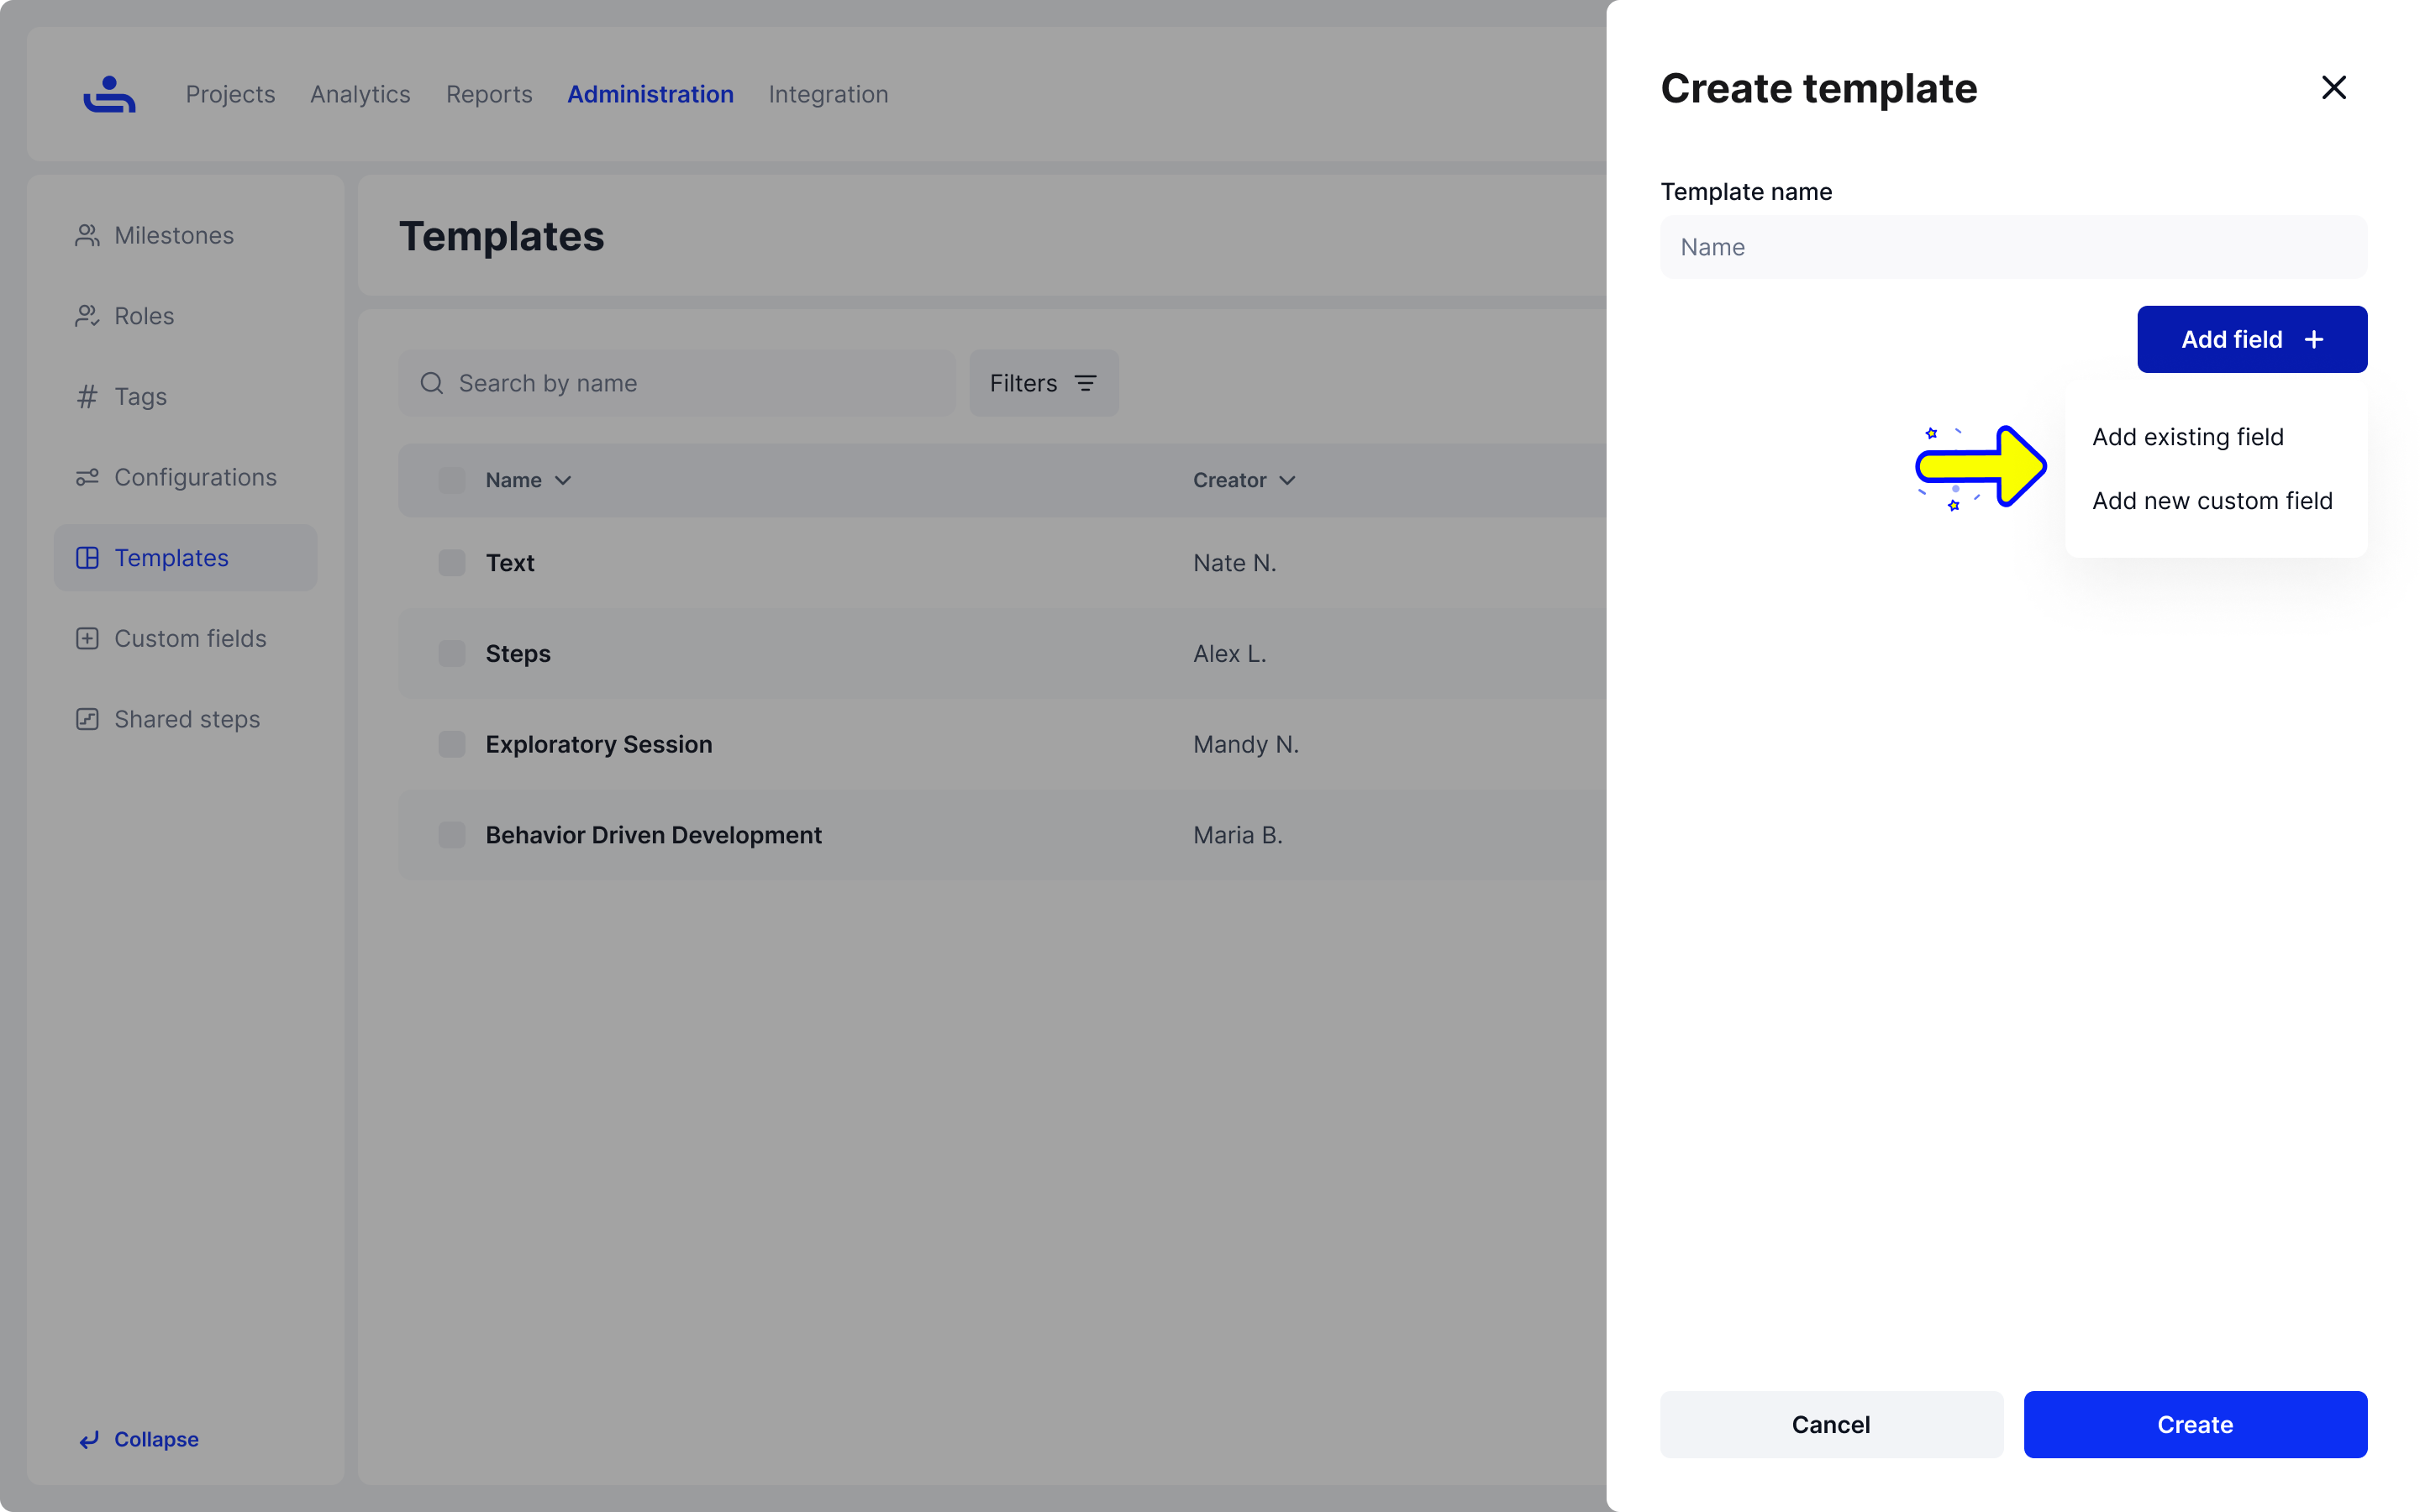 Projects Analytics Reports Administration Integration
Milestones
Roles
Tags
Configurations
Templates
Custom fields
Shared steps
Collapse
Templates
Search by name
Filters
Name Creator
Text Nate N.
Steps Alex L.
Exploratory Session Mandy N.
Behavior Driven Development Maria B.
Create template
Template name
Name
Add field
Add existing field
Add new custom field
Cancel Create